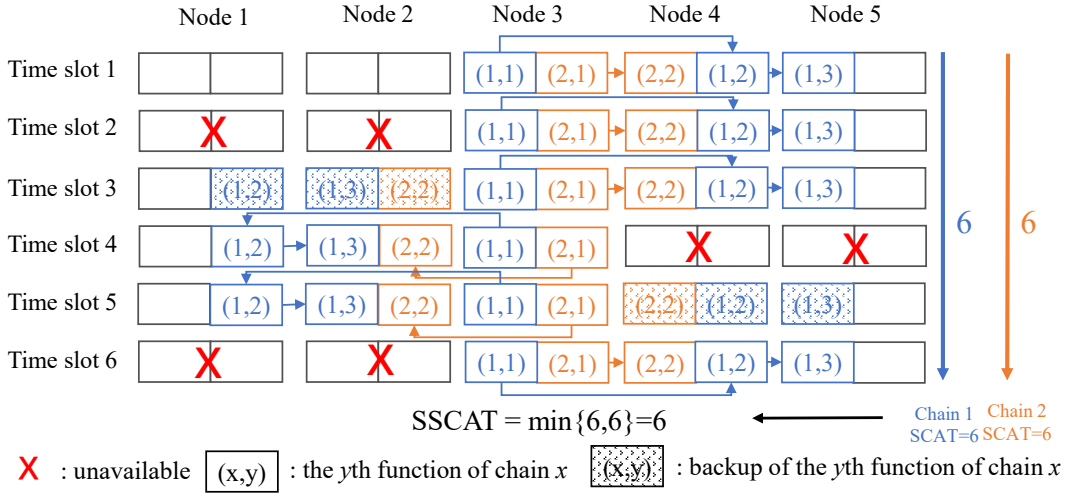 Node 1 Node 2 Node 3 Node 4 Node 5
Time slot 1 (1,1) (2,1) (2,2) (1,2) (1,3)
Time slot 2 X X (1,1) (2,1) (2,2) (1,2) (1,3)
Time slot 3 (1,2) (1,3) (2,2) (1,1) (2,1) (2,2) (1,2) (1,3)
Time slot 4 (1,2) (1,3) (2,2) (1,1) (2,1) X X
6 6
Time slot 5 (1,2) (1,3) (2,2) (1,1) (2,1) (2,2) (1,2) (1,3)
Time slot 6 X X (1,1) (2,1) (2,2) (1,2) (1,3)
SSCAT = min{6,6}=6
Chain 1 Chain 2
SCAT=6 SCAT=6
X : unavailable (x,y) : the yth function of chain x (x,y) : backup of the yth function of chain x